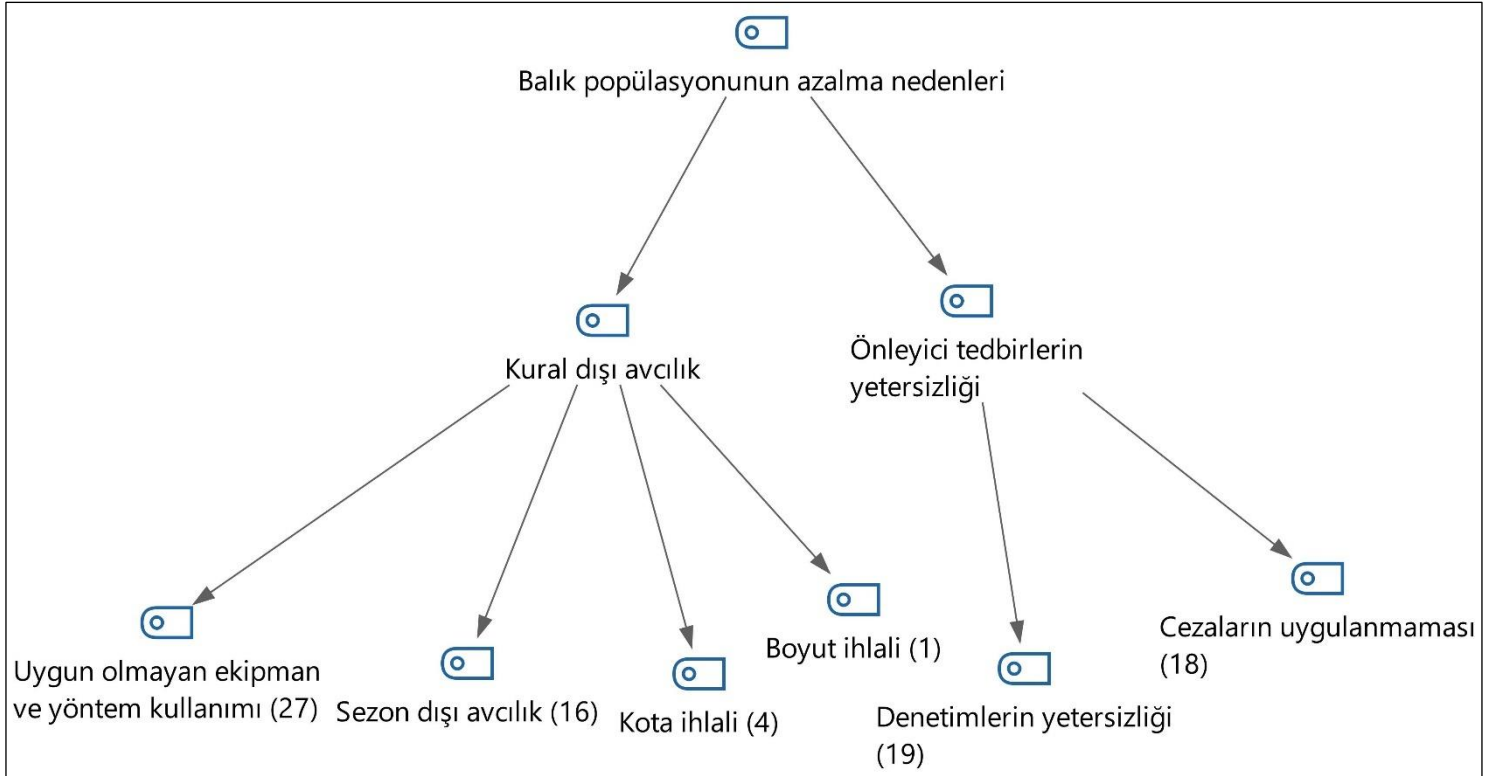 Balık popülasyonunun azalma nedenleri
Kural dışı avcılık
Önleyici tedbirlerin
yetersizliği
Uygun olmayan ekipman
ve yöntem kullanımı (27)
Sezon dışı avcılık (16)
Kota ihlali (4)
Boyut ihlali (1)
Denetimlerin yetersizliği
(19)
Cezaların uygulanmaması
(18)